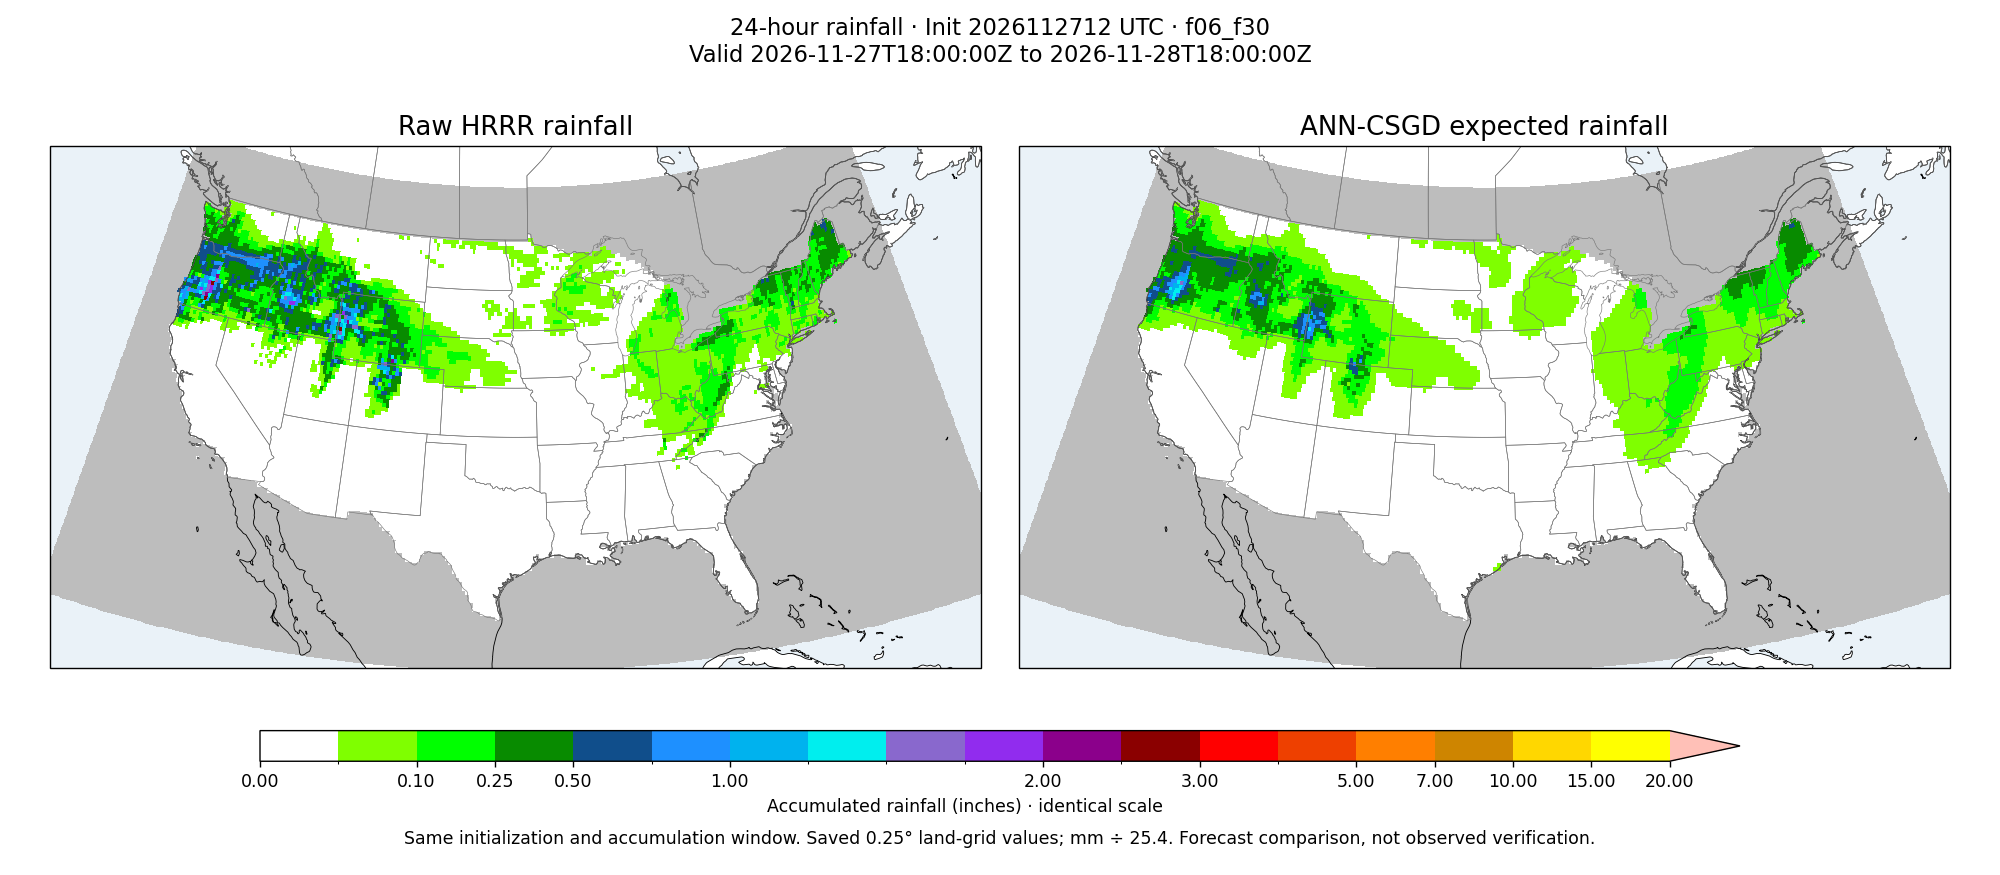 24-hour rainfall · Init 2026112712 UTC · f06_f30
Valid 2026-11-27T18:00:00Z to 2026-11-28T18:00:00Z
Raw HRRR rainfall
ANN-CSGD expected rainfall
0.00 0.10 0.25 0.50 1.00 2.00 3.00 5.00 7.00 10.00 15.00 20.00
Accumulated rainfall (inches) · identical scale
Same initialization and accumulation window. Saved 0.25° land-grid values; mm ÷ 25.4. Forecast comparison, not observed verification.